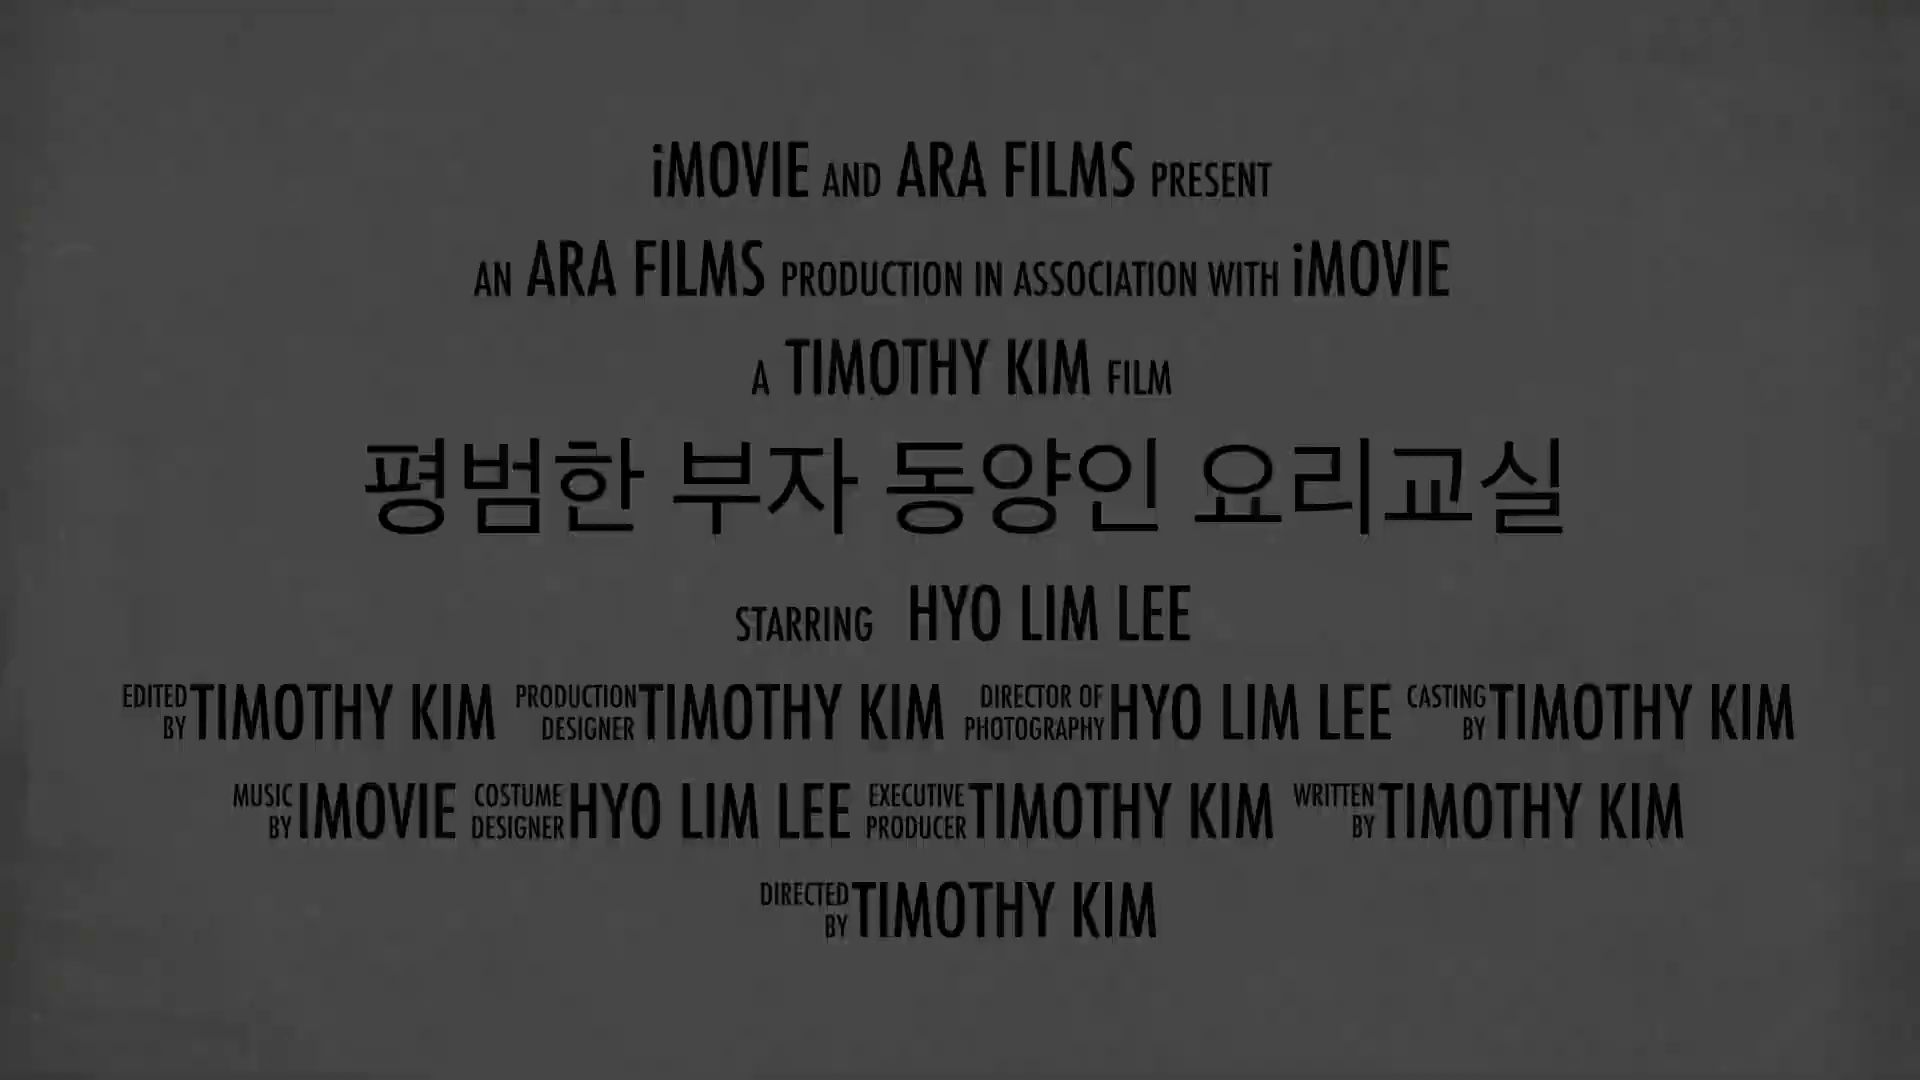 iMOVIE AND ARA FILMS PRESENT
AN ARA FILMS PRODUCTION IN ASSOCIATION WITH iMOVIE
A TIMOTHY KIM FILM
평범한 부자 동양인 요리교실
STARRING HYO LIM LEE
EDITED BY TIMOTHY KIM PRODUCTION DESIGNER TIMOTHY KIM DIRECTOR OF PHOTOGRAPHY HYO LIM LEE CASTING BY TIMOTHY KIM
MUSIC BY IMOVIE COSTUME DESIGNER HYO LIM LEE EXECUTIVE PRODUCER TIMOTHY KIM WRITTEN BY TIMOTHY KIM
DIRECTED BY TIMOTHY KIM